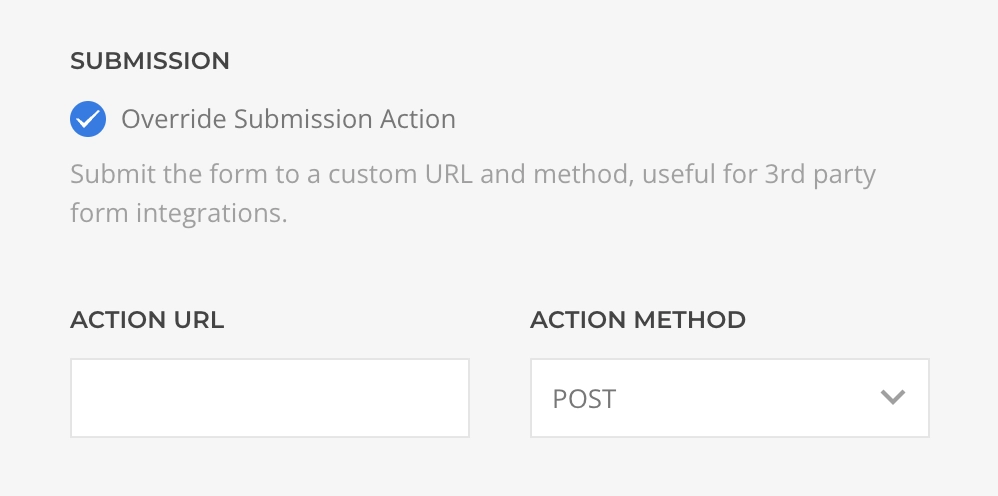 SUBMISSION
Override Submission Action
Submit the form to a custom URL and method, useful for 3rd party
form integrations.
ACTION URL
ACTION METHOD
POST